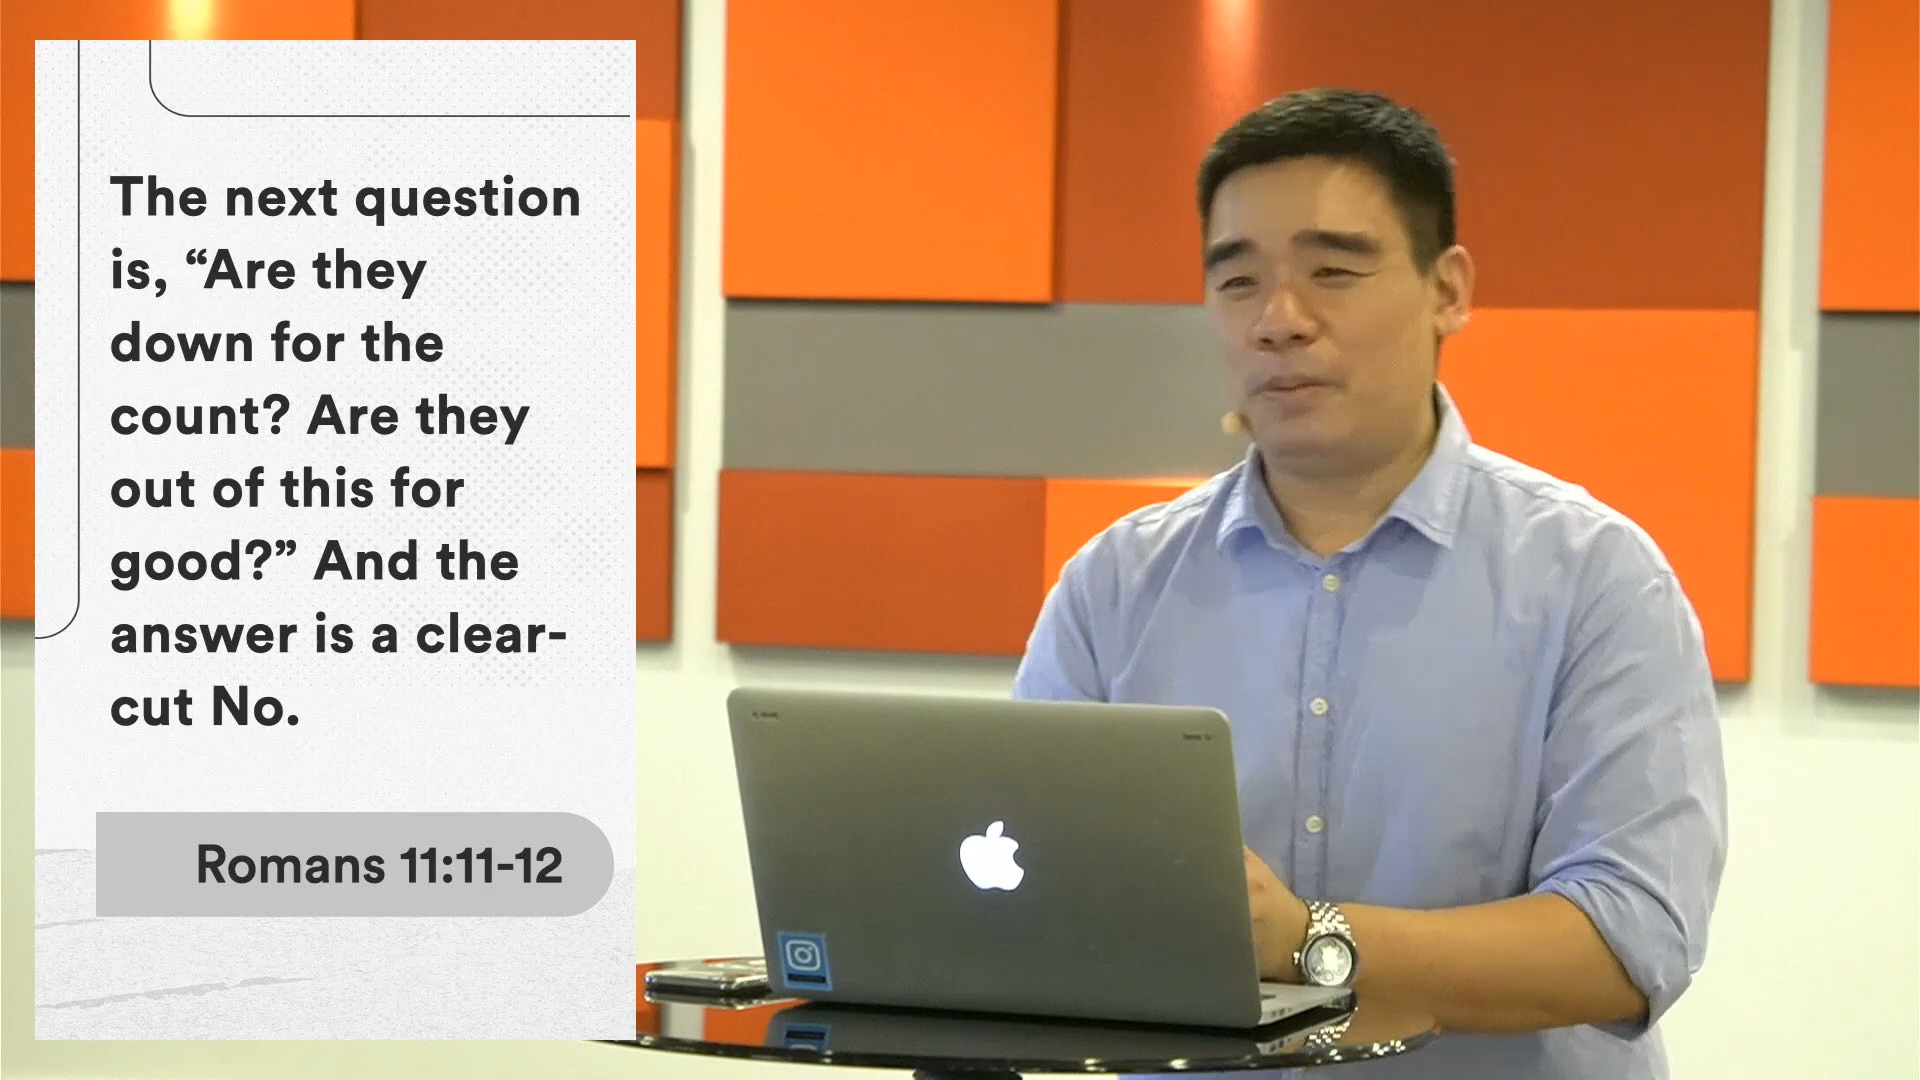 The next question
is, “Are they
down for the
count? Are they
out of this for
good?” And the
answer is a clear-
cut No.
Romans 11:11-12